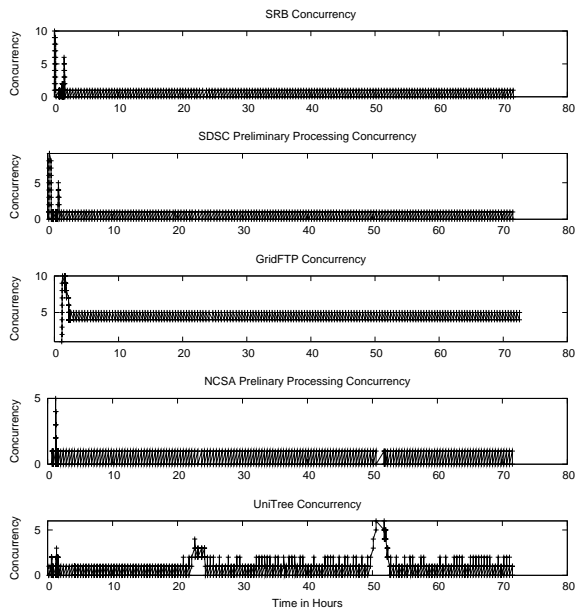 SRB Concurrency
Concurrency
10
5
0
0 10 20 30 40 50 60 70 80
SDSC Preliminary Processing Concurrency
Concurrency
5
0
0 10 20 30 40 50 60 70 80
GridFTP Concurrency
Concurrency
10
5
0 10 20 30 40 50 60 70 80
NCSA Prelinary Processing Concurrency
Concurrency
5
0
0 10 20 30 40 50 60 70 80
UniTree Concurrency
Concurrency
5
0
0 10 20 30 40 50 60 70 80
Time in Hours